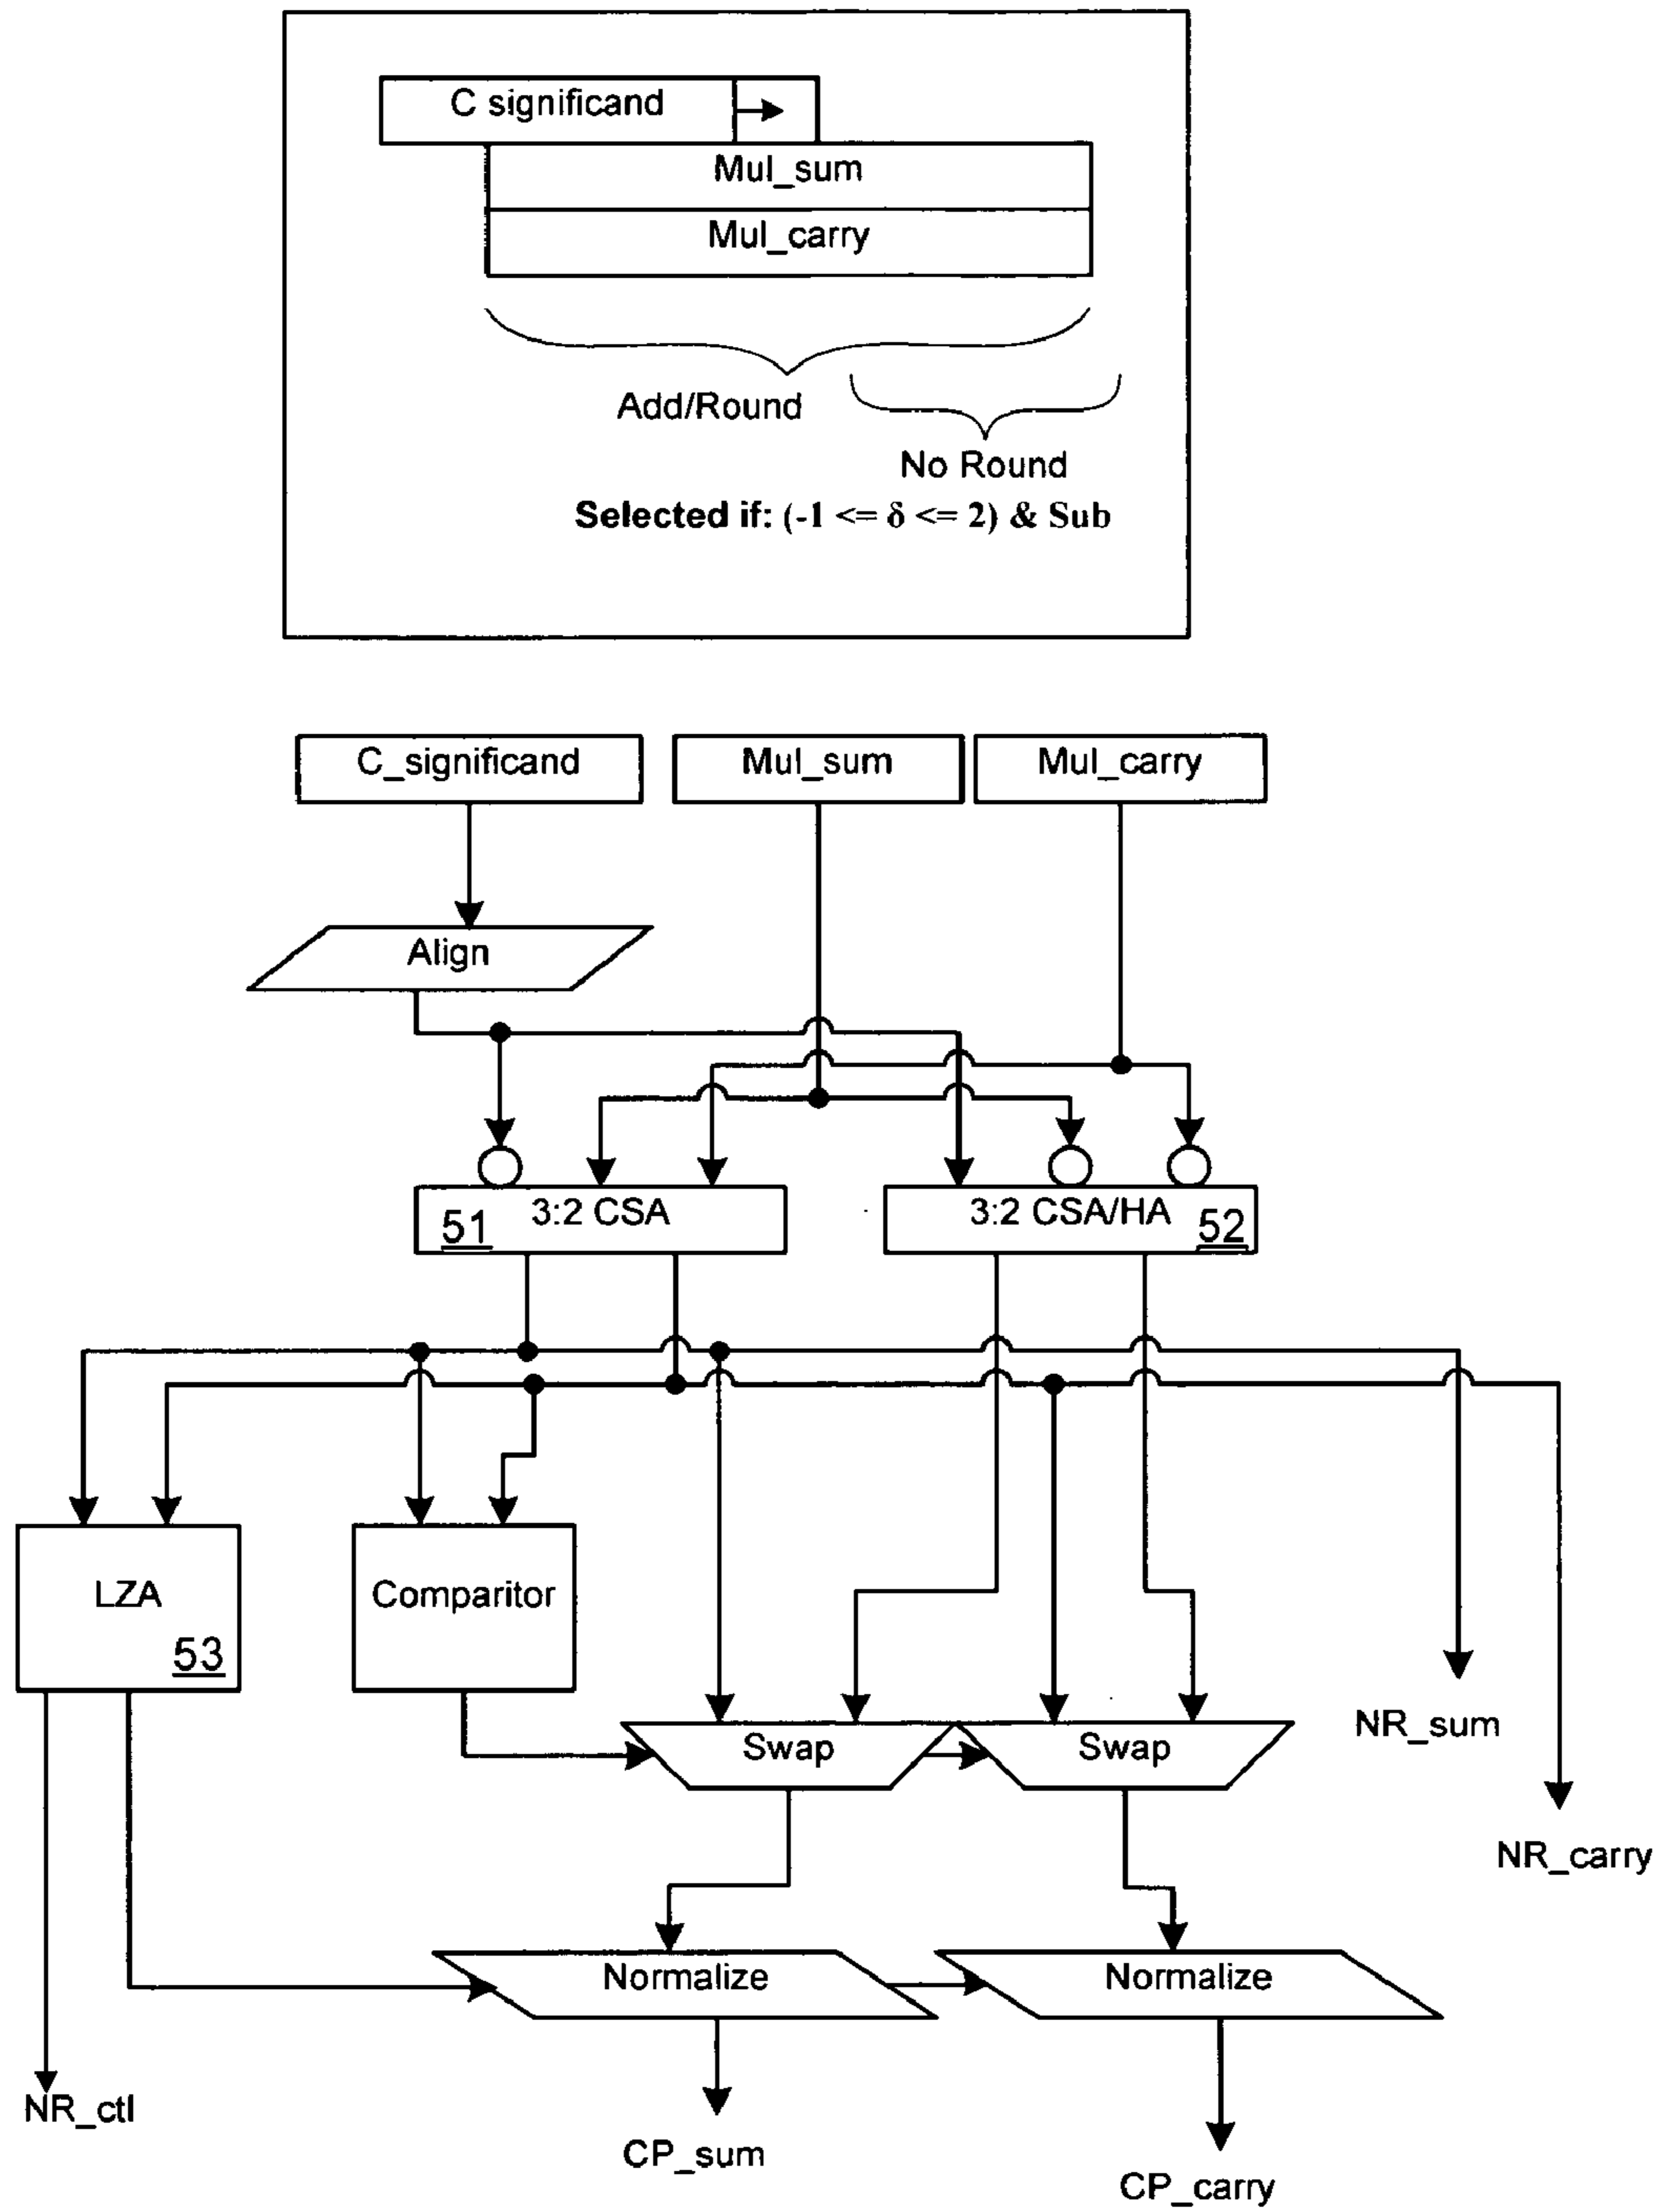 C significand
Mul_sum
Mul_carry
Add/Round
No Round
Selected if: (-1 <= δ <= 2) & Sub
C_significand
Mul_sum
Mul_carry
Align
3:2 CSA
51
3:2 CSA/HA
52
LZA
53
Comparitor
Swap
Swap
NR_sum
NR_carry
Normalize
Normalize
NR_ctl
CP_sum
CP_carry